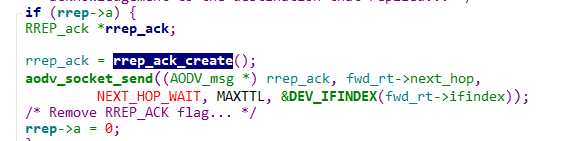 if (rrep->a) {
RREP_ack *rrep_ack;
rrep_ack = rrep_ack_create();
aodv_socket_send((AODV_msg *) rrep_ack, fwd_rt->next_hop,
NEXT_HOP_WAIT, MAXTTL, &DEV_IFINDEX(fwd_rt->ifindex));
/* Remove RREP_ACK flag... */
rrep->a = 0;